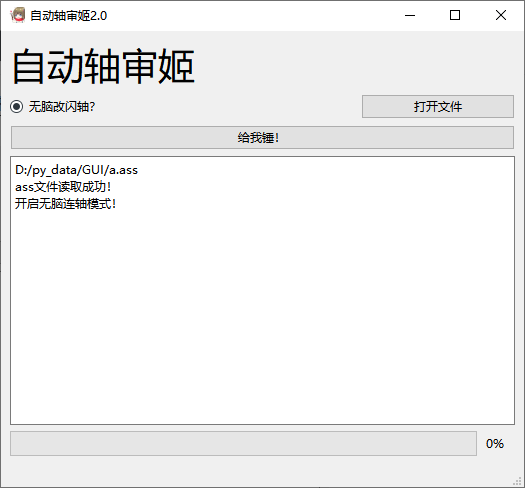 自动轴审姬2.0
自动轴审姬
无脑改闪轴?
打开文件
给我锤!
D:/py_data/GUI/a.ass
ass文件读取成功!
开启无脑连轴模式!
0%